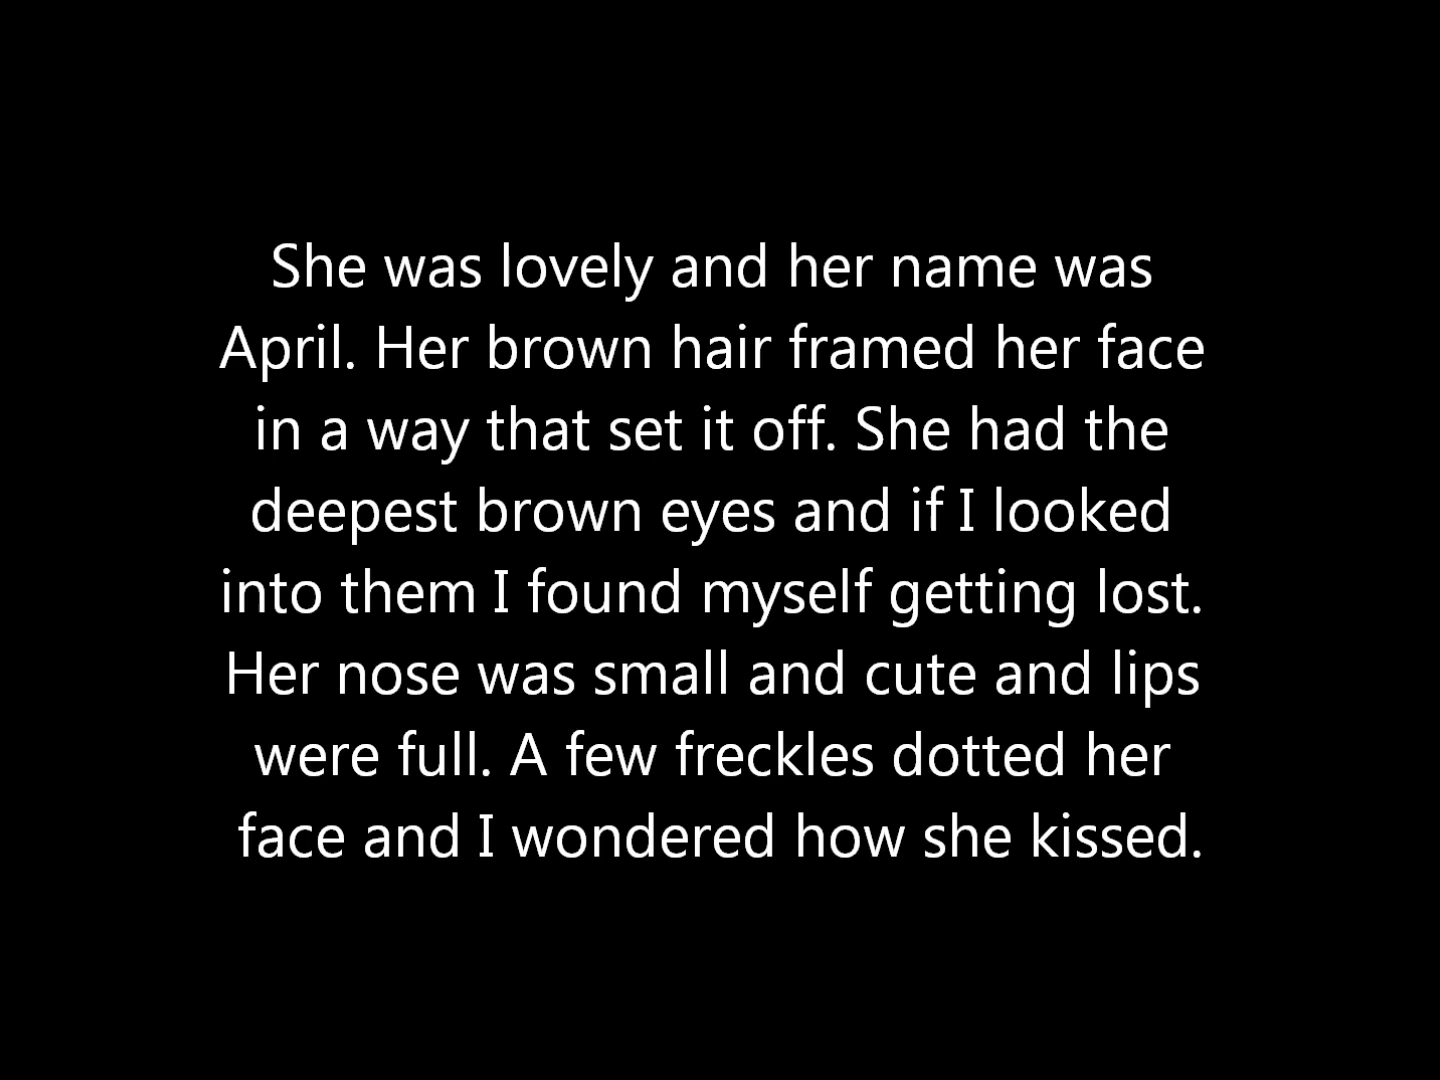 She was lovely and her name was
April. Her brown hair framed her face
in a way that set it off. She had the
deepest brown eyes and if I looked
into them I found myself getting lost.
Her nose was small and cute and lips
were full. A few freckles dotted her
face and I wondered how she kissed.